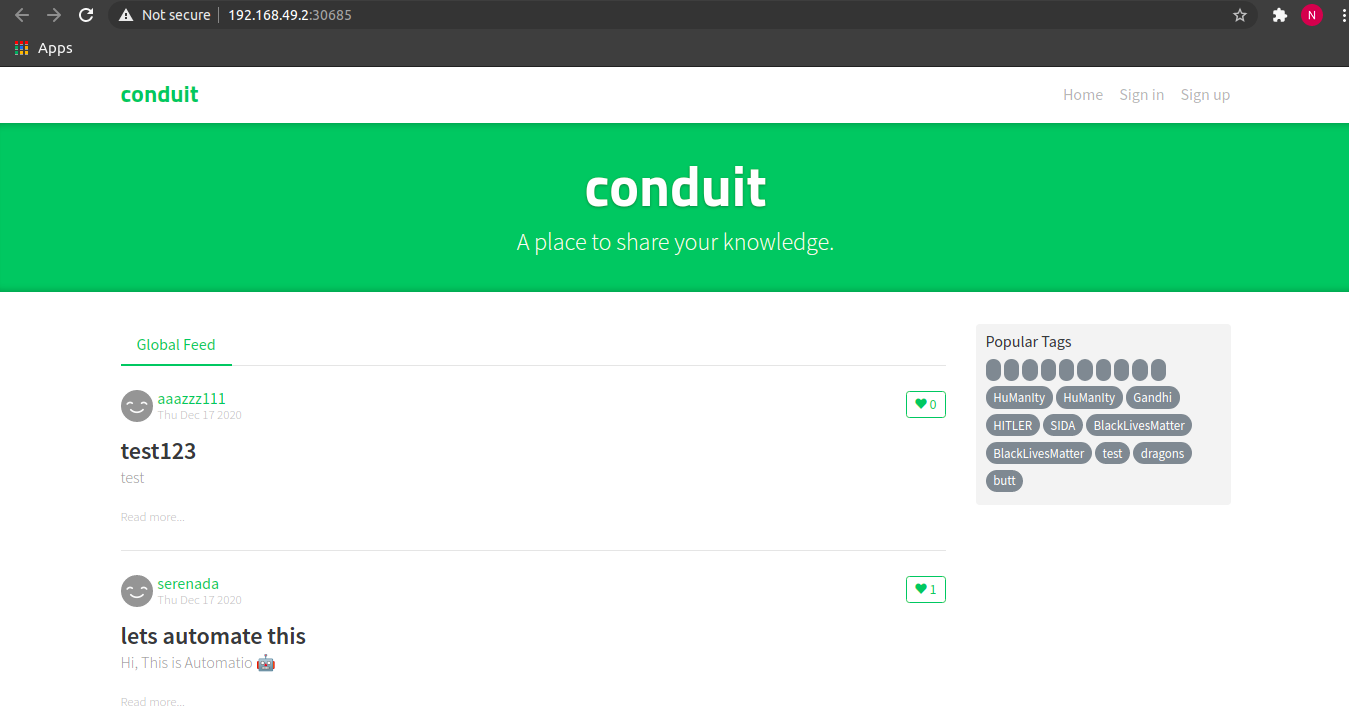 Not secure 192.168.49.2:30685
N
Apps
conduit
Home Sign in Sign up
conduit
A place to share your knowledge.
Global Feed
Popular Tags
HuManIty HuManIty Gandhi
HITLER SIDA BlackLivesMatter
BlackLivesMatter test dragons
butt
aaazzz111
Thu Dec 17 2020
0
test123
test
Read more...
serenada
Thu Dec 17 2020
1
lets automate this
Hi, This is Automatio 🤖
Read more...